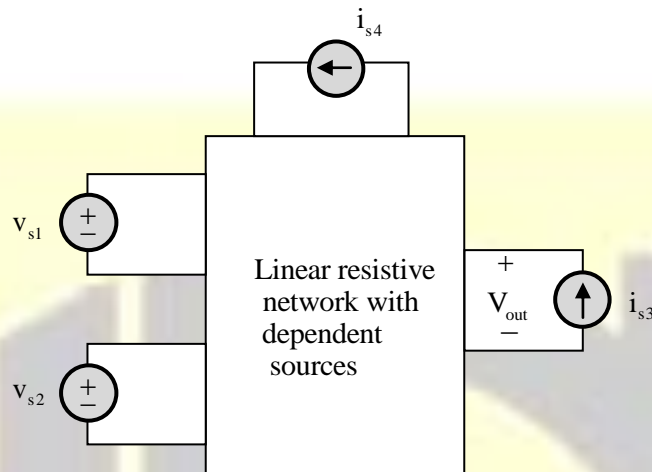 i_s4
+
−
v_s1
Linear resistive
network with
dependent
sources
+
V_out
−
i_s3
+
−
v_s2